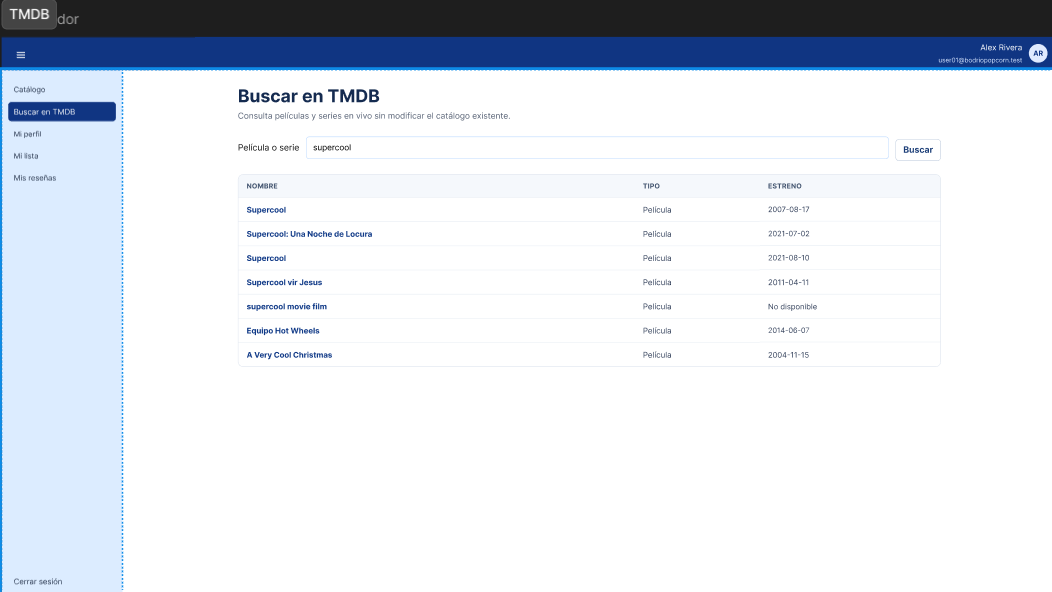 TMDB
dor
Alex Rivera
user01@bodriopopcorn.test
AR
Catálogo
Buscar en TMDB
Mi perfil
Mi lista
Mis reseñas
Cerrar sesión
Buscar en TMDB
Consulta películas y series en vivo sin modificar el catálogo existente.
Película o serie supercool Buscar
NOMBRE TIPO ESTRENO
Supercool Película 2007-08-17
Supercool: Una Noche de Locura Película 2021-07-02
Supercool Película 2021-08-10
Supercool vir Jesus Película 2011-04-11
supercool movie film Película No disponible
Equipo Hot Wheels Película 2014-06-07
A Very Cool Christmas Película 2004-11-15